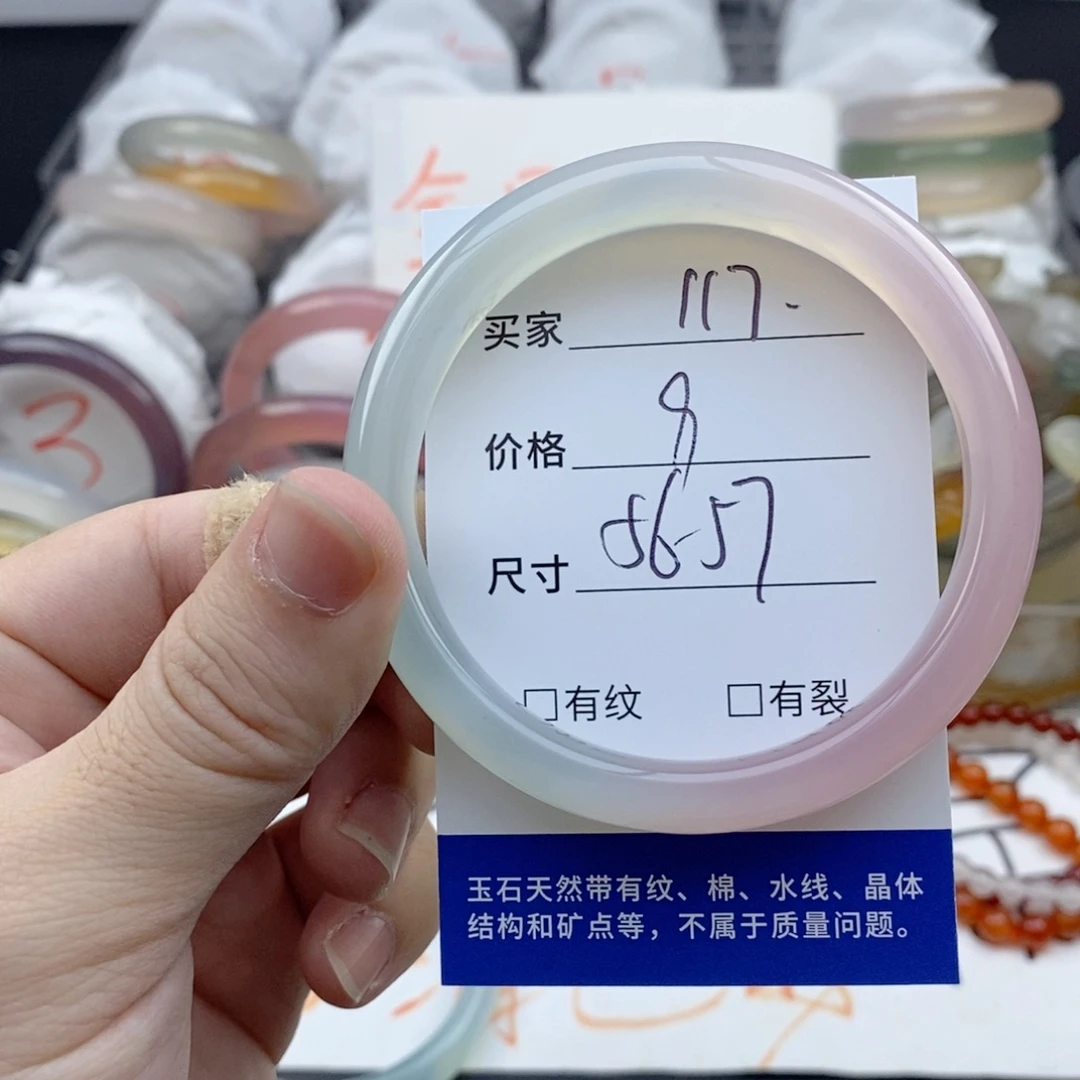 3
买家 117.
价格 8
尺寸 56-57
□有纹 □有裂
玉石天然带有纹、棉、水线、晶体
结构和矿点等，不属于质量问题。